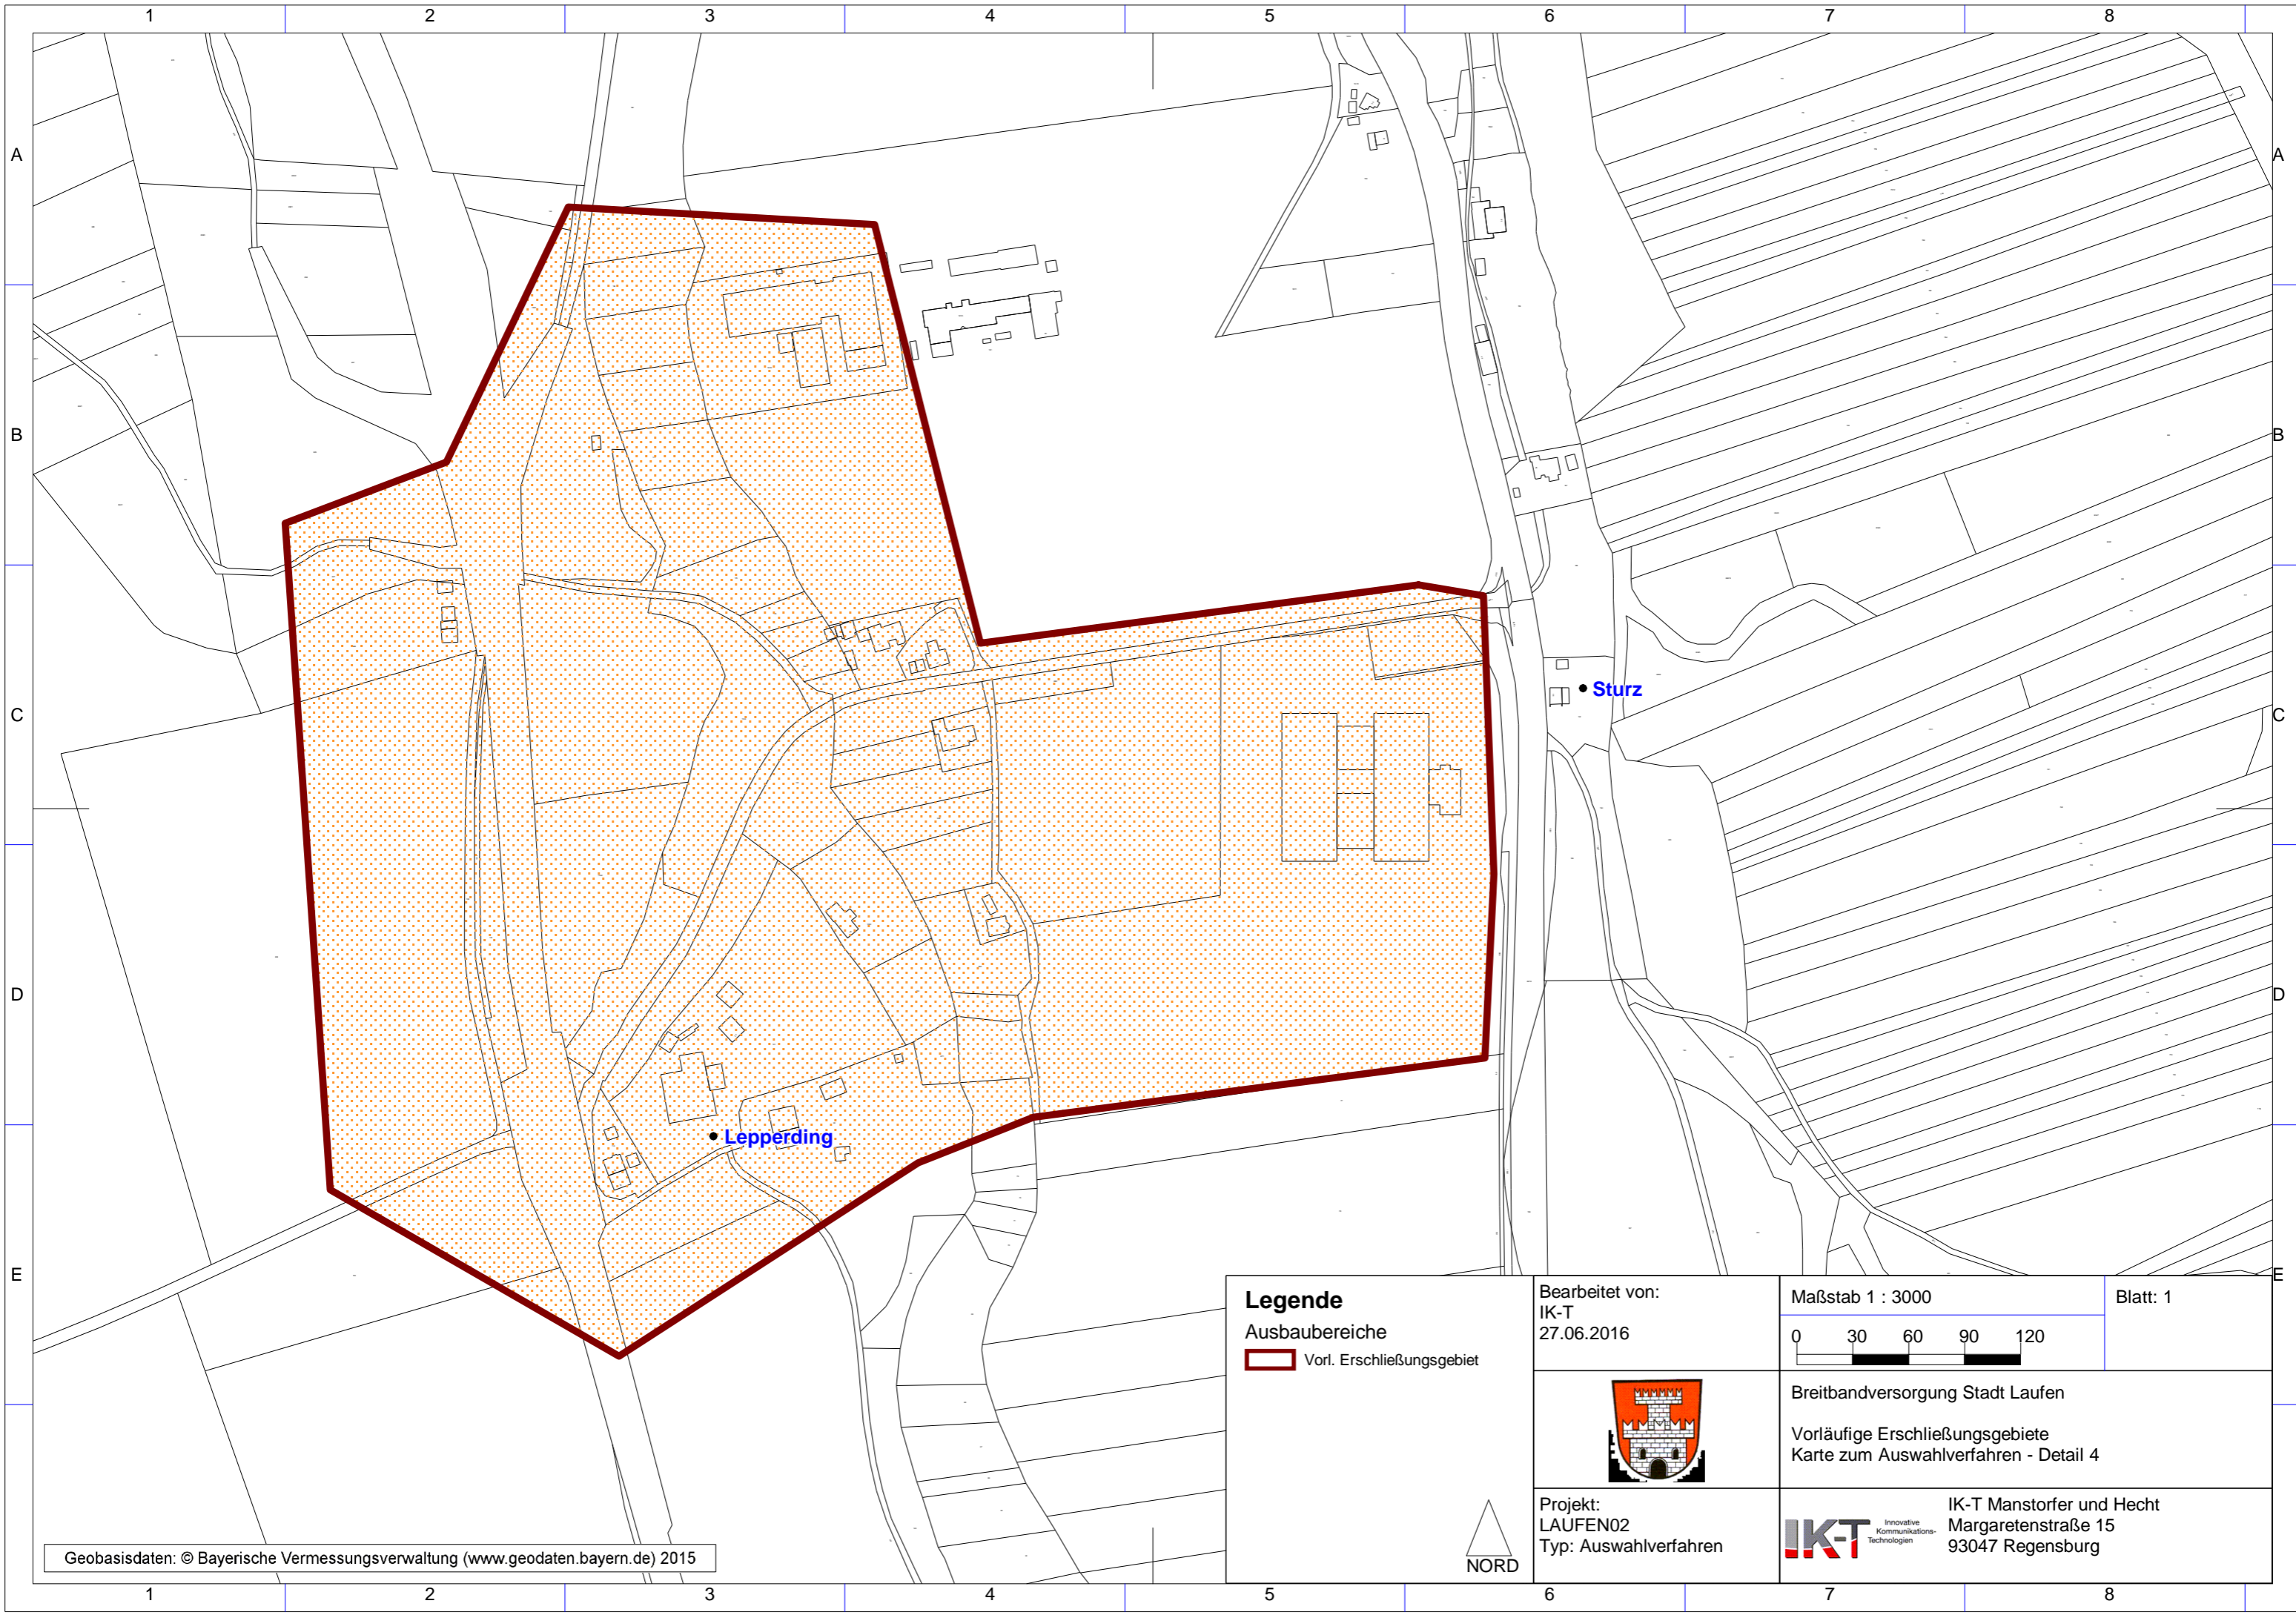 1 2 3 4 5 6 7 8
A A
B B
Sturz
C C
D D
Lepperding
E E
Legende
Ausbaubereiche
Vorl. Erschließungsgebiet
NORD
Bearbeitet von:
IK-T
27.06.2016
Maßstab 1 : 3000
Blatt: 1
0 30 60 90 120
Breitbandversorgung Stadt Laufen
Vorläufige Erschließungsgebiete
Karte zum Auswahlverfahren - Detail 4
Projekt:
LAUFEN02
Typ: Auswahlverfahren
IK-T
Innovative
Kommunikations-
Technologien
IK-T Manstorfer und Hecht
Margaretenstraße 15
93047 Regensburg
Geobasisdaten: © Bayerische Vermessungsverwaltung (www.geodaten.bayern.de) 2015
1 2 3 4 5 6 7 8